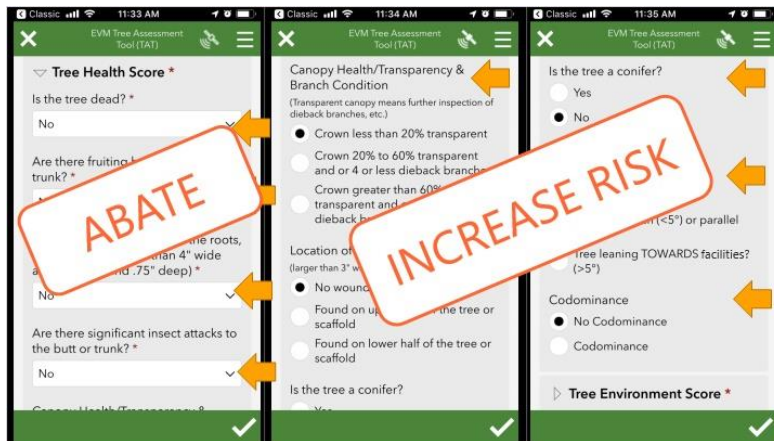 Classic 11:33 AM
EVM Tree Assessment
Tool (TAT)
Tree Health Score *
Is the tree dead? *
No
Are there fruiting
trunk? *
the roots,
than 4" wide
.75" deep) *
No
Are there significant insect attacks to
the butt or trunk? *
No
ABATE
Classic 11:34 AM
EVM Tree Assessment
Tool (TAT)
Canopy Health/Transparency &
Branch Condition
(Transparent canopy means further inspection of
dieback branches, etc.)
Crown less than 20% transparent
Crown 20% to 60% transparent
and or 4 or less dieback branches
Crown greater than 60%
transparent and
dieback
Location of
(larger than 3"
No wound
Found on of the tree or
scaffold
Found on lower half of the tree or
scaffold
Is the tree a conifer?
INCREASE RISK
Classic 11:35 AM
EVM Tree Assessment
Tool (TAT)
Is the tree a conifer?
Yes
No
(<5°) or parallel
Tree leaning TOWARDS facilities?
(>5°)
Codominance
No Codominance
Codominance
Tree Environment Score *